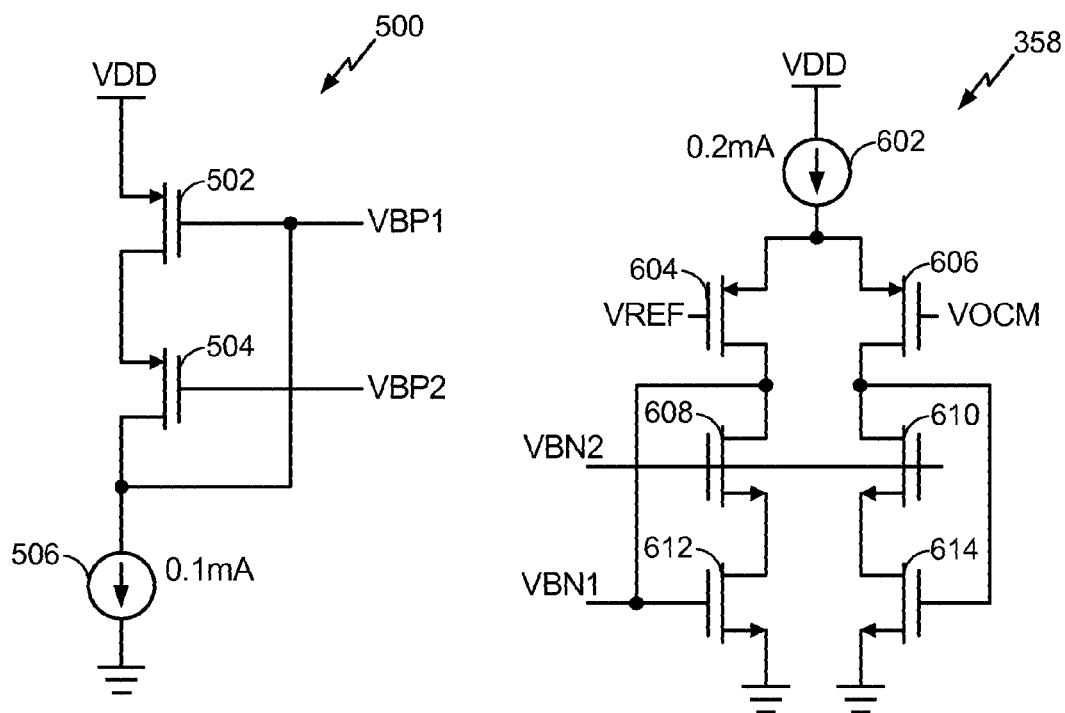 500
VDD
502
VBP1
504
VBP2
506
0.1mA
358
VDD
0.2mA
602
604
606
VREF
VOCM
608
610
VBN2
612
614
VBN1